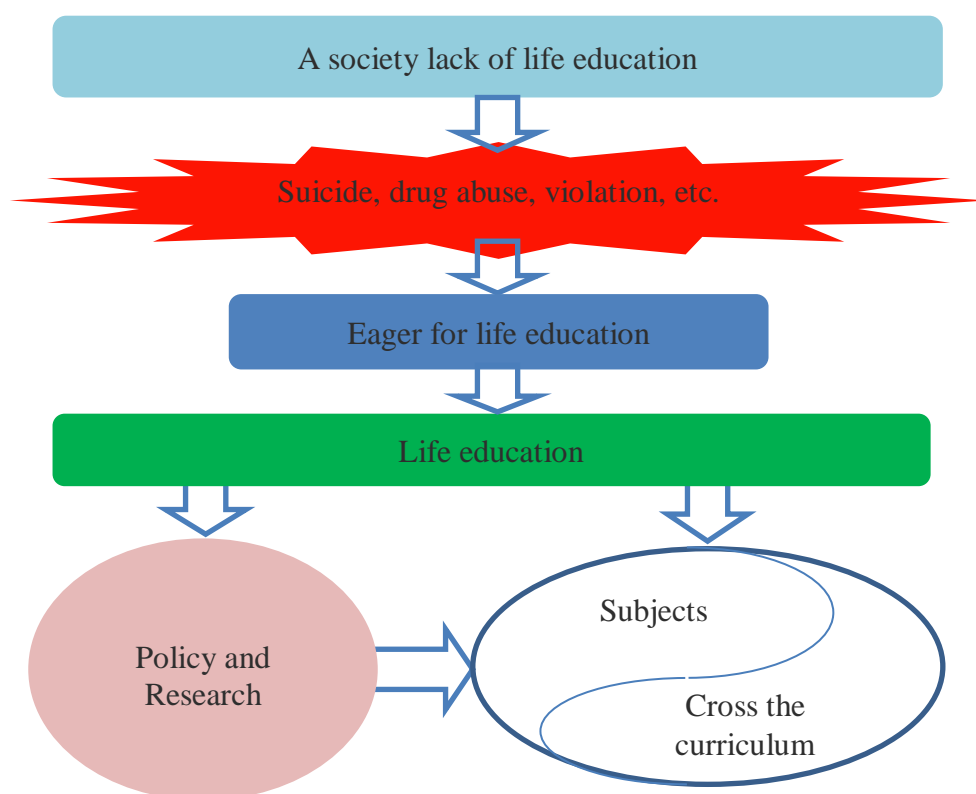 A society lack of life education
Suicide, drug abuse, violation, etc.
Eager for life education
Life education
Policy and
Research
Subjects
Cross the
curriculum